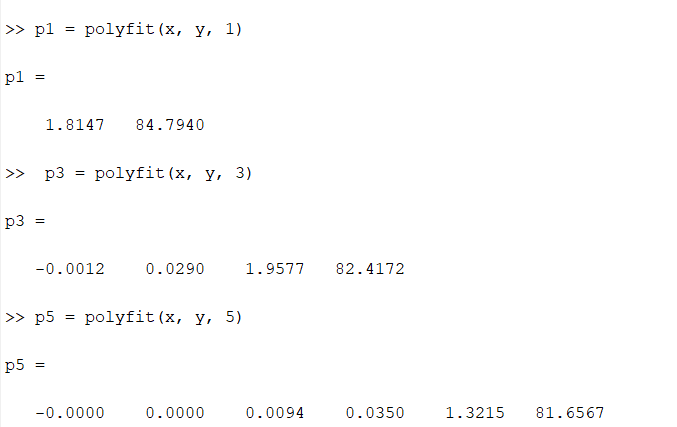 >> p1 = polyfit(x, y, 1)
p1 =
1.8147 84.7940
>> p3 = polyfit(x, y, 3)
p3 =
-0.0012 0.0290 1.9577 82.4172
>> p5 = polyfit(x, y, 5)
p5 =
-0.0000 0.0000 0.0094 0.0350 1.3215 81.6567